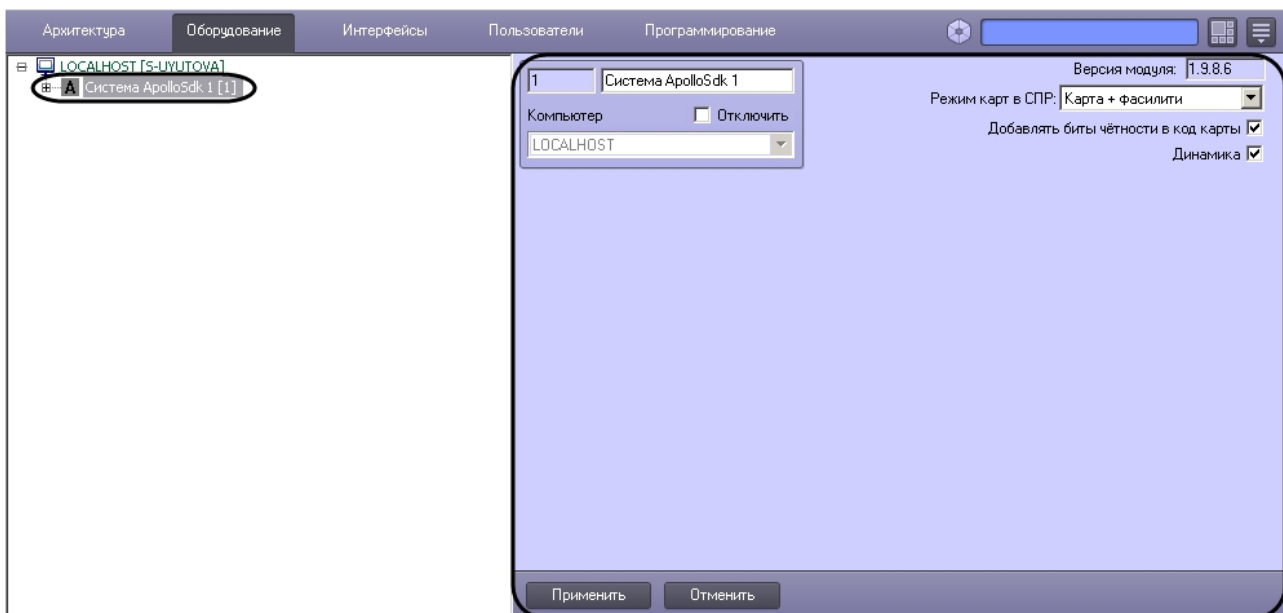 Архитектура Оборудование Интерфейсы Пользователи Программирование
LOCALHOST [S-UYUTOVA]
A Система ApolloSdk 1 [1]
1 Система ApolloSdk 1
Компьютер Отключить
LOCALHOST
Версия модуля: 1.9.8.6
Режим карт в СПР: Карта + фасилити
Добавлять биты чётности в код карты
Динамика
Применить Отменить